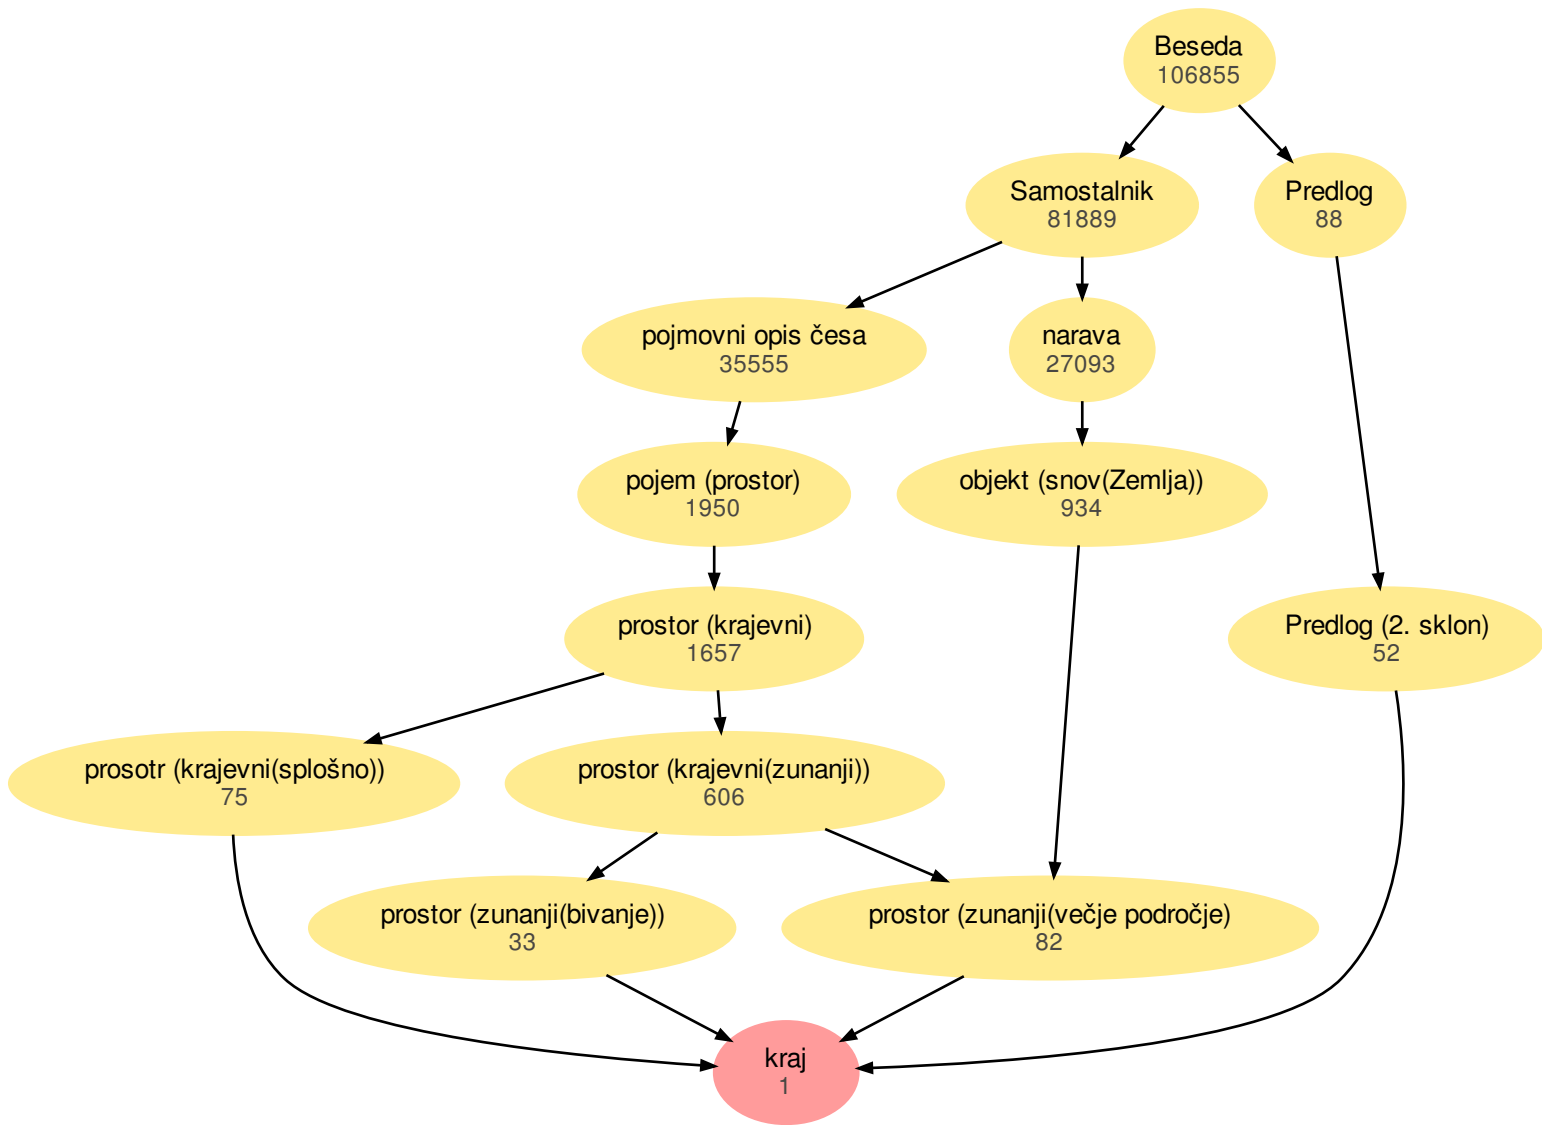 Beseda
106855
Samostalnik
81889
Predlog
88
pojmovni opis česa
35555
narava
27093
pojem (prostor)
1950
objekt (snov(Zemlja))
934
prostor (krajevni)
1657
Predlog (2. sklon)
52
prosotr (krajevni(splošno))
75
prostor (krajevni(zunanji))
606
prostor (zunanji(bivanje))
33
prostor (zunanji(večje področje)
82
kraj
1